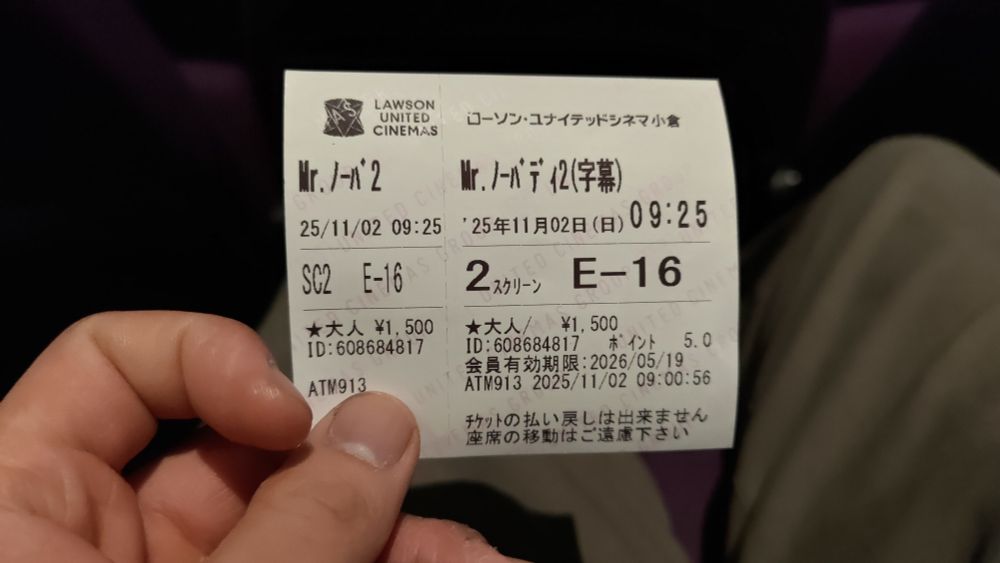 LAWSON
UNITED
CINEMAS
Mr.ノーバ2
25/11/02 09:25
SC2 E-16
★大人 ¥1,500
ID:608684817
ATM913
ローソン・ユナイテッドシネマ小倉
Mr.ノーバディ2(字幕)
'25年11月02日(日) 09:25
2スクリーン E-16
★大人/ ¥1,500
ID:608684817 ポイント 5.0
会員有効期限:2026/05/19
ATM913 2025/11/02 09:00:56
チケットの払い戻しは出来ません
座席の移動はご遠慮下さい